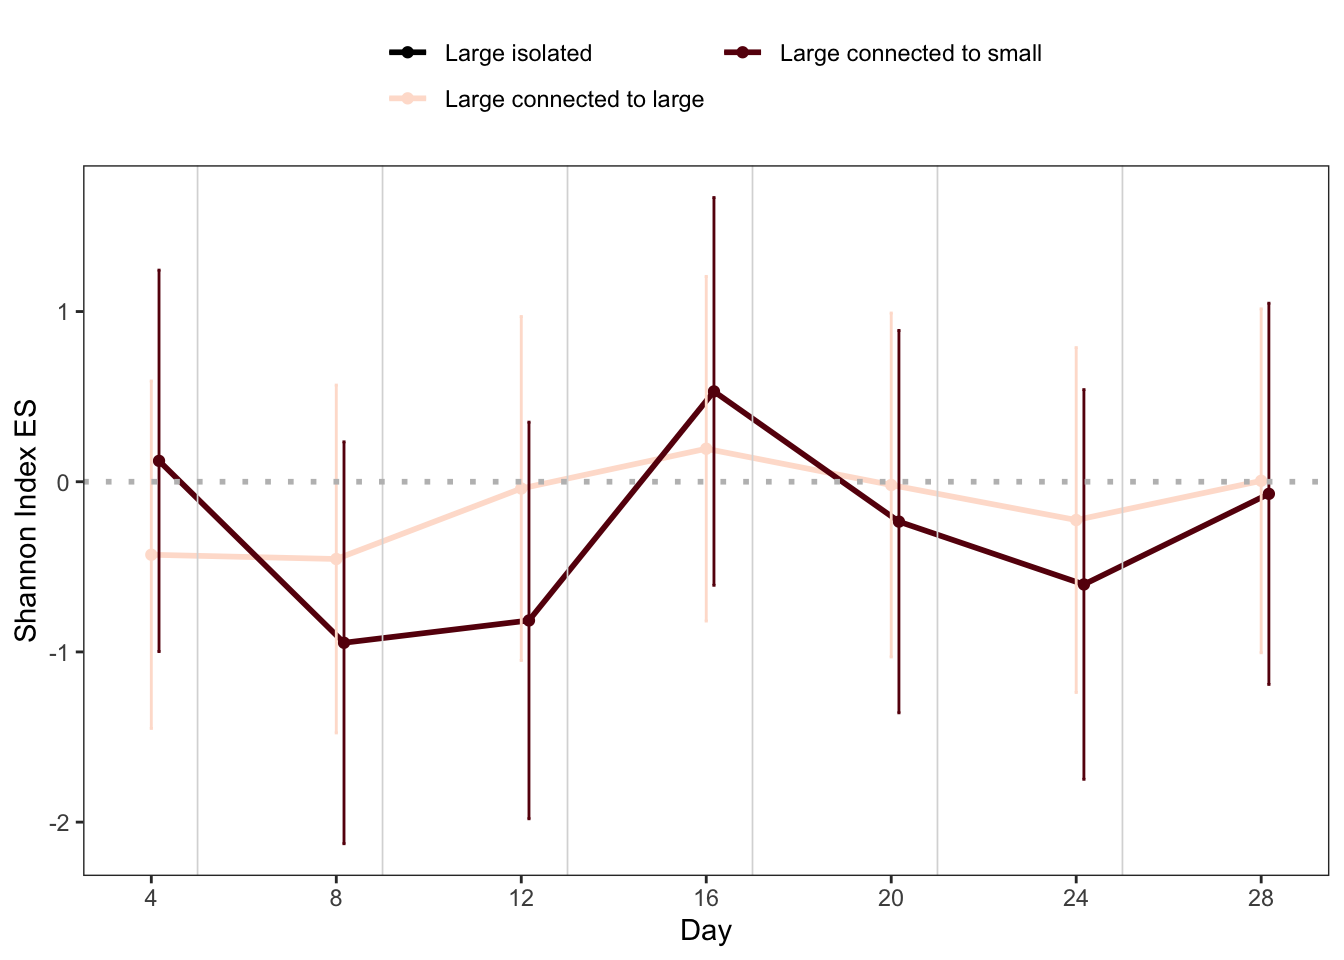 Large isolated
Large connected to small
Large connected to large
Shannon Index ES
1
0
-1
-2
4 8 12 16 20 24 28
Day